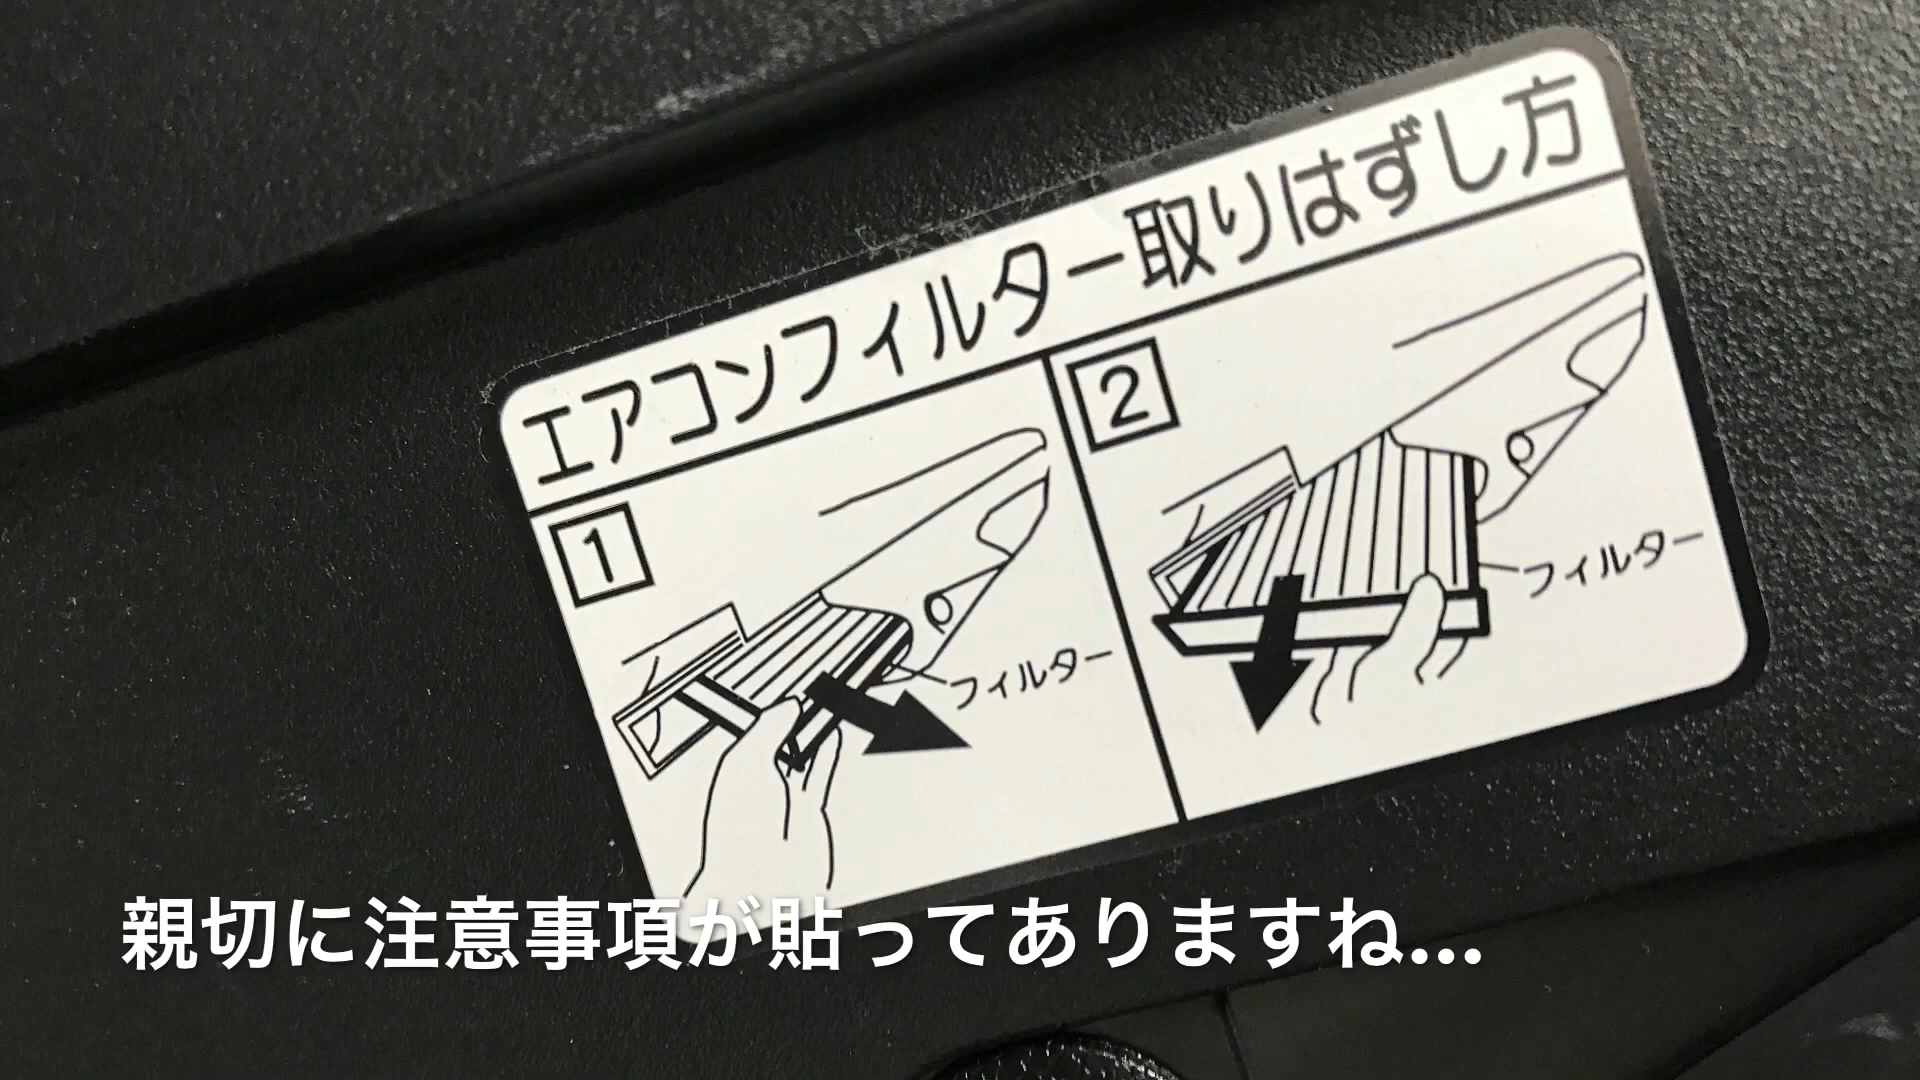 エアコンフィルター取りはずし方
1
フィルター
2
フィルター
親切に注意事項が貼ってありますね...